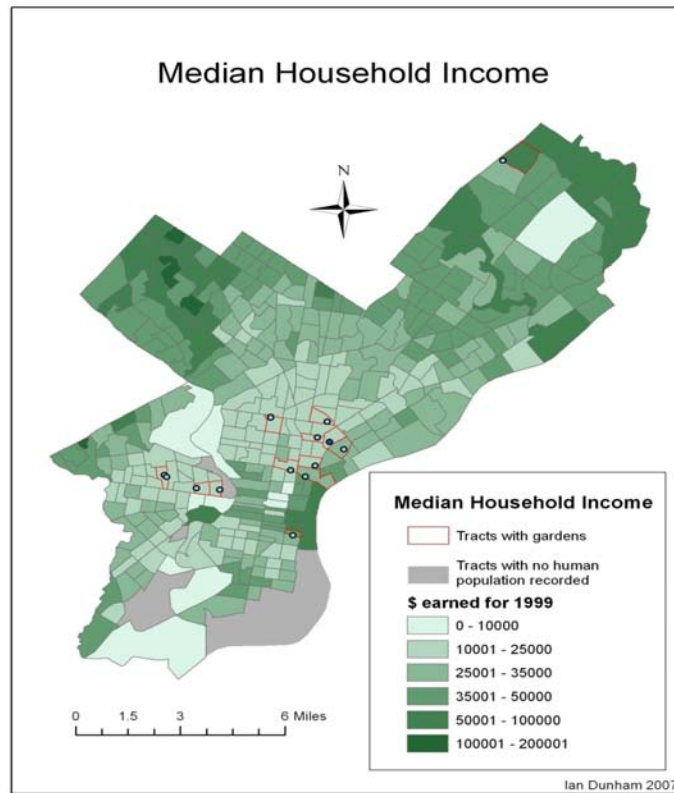 Median Household Income
N
Median Household Income
Tracts with gardens
Tracts with no human
population recorded
$ earned for 1999
0 - 10000
10001 - 25000
25001 - 35000
35001 - 50000
50001 - 100000
100001 - 200001
0 1.5 3 6 Miles
Ian Dunham 2007